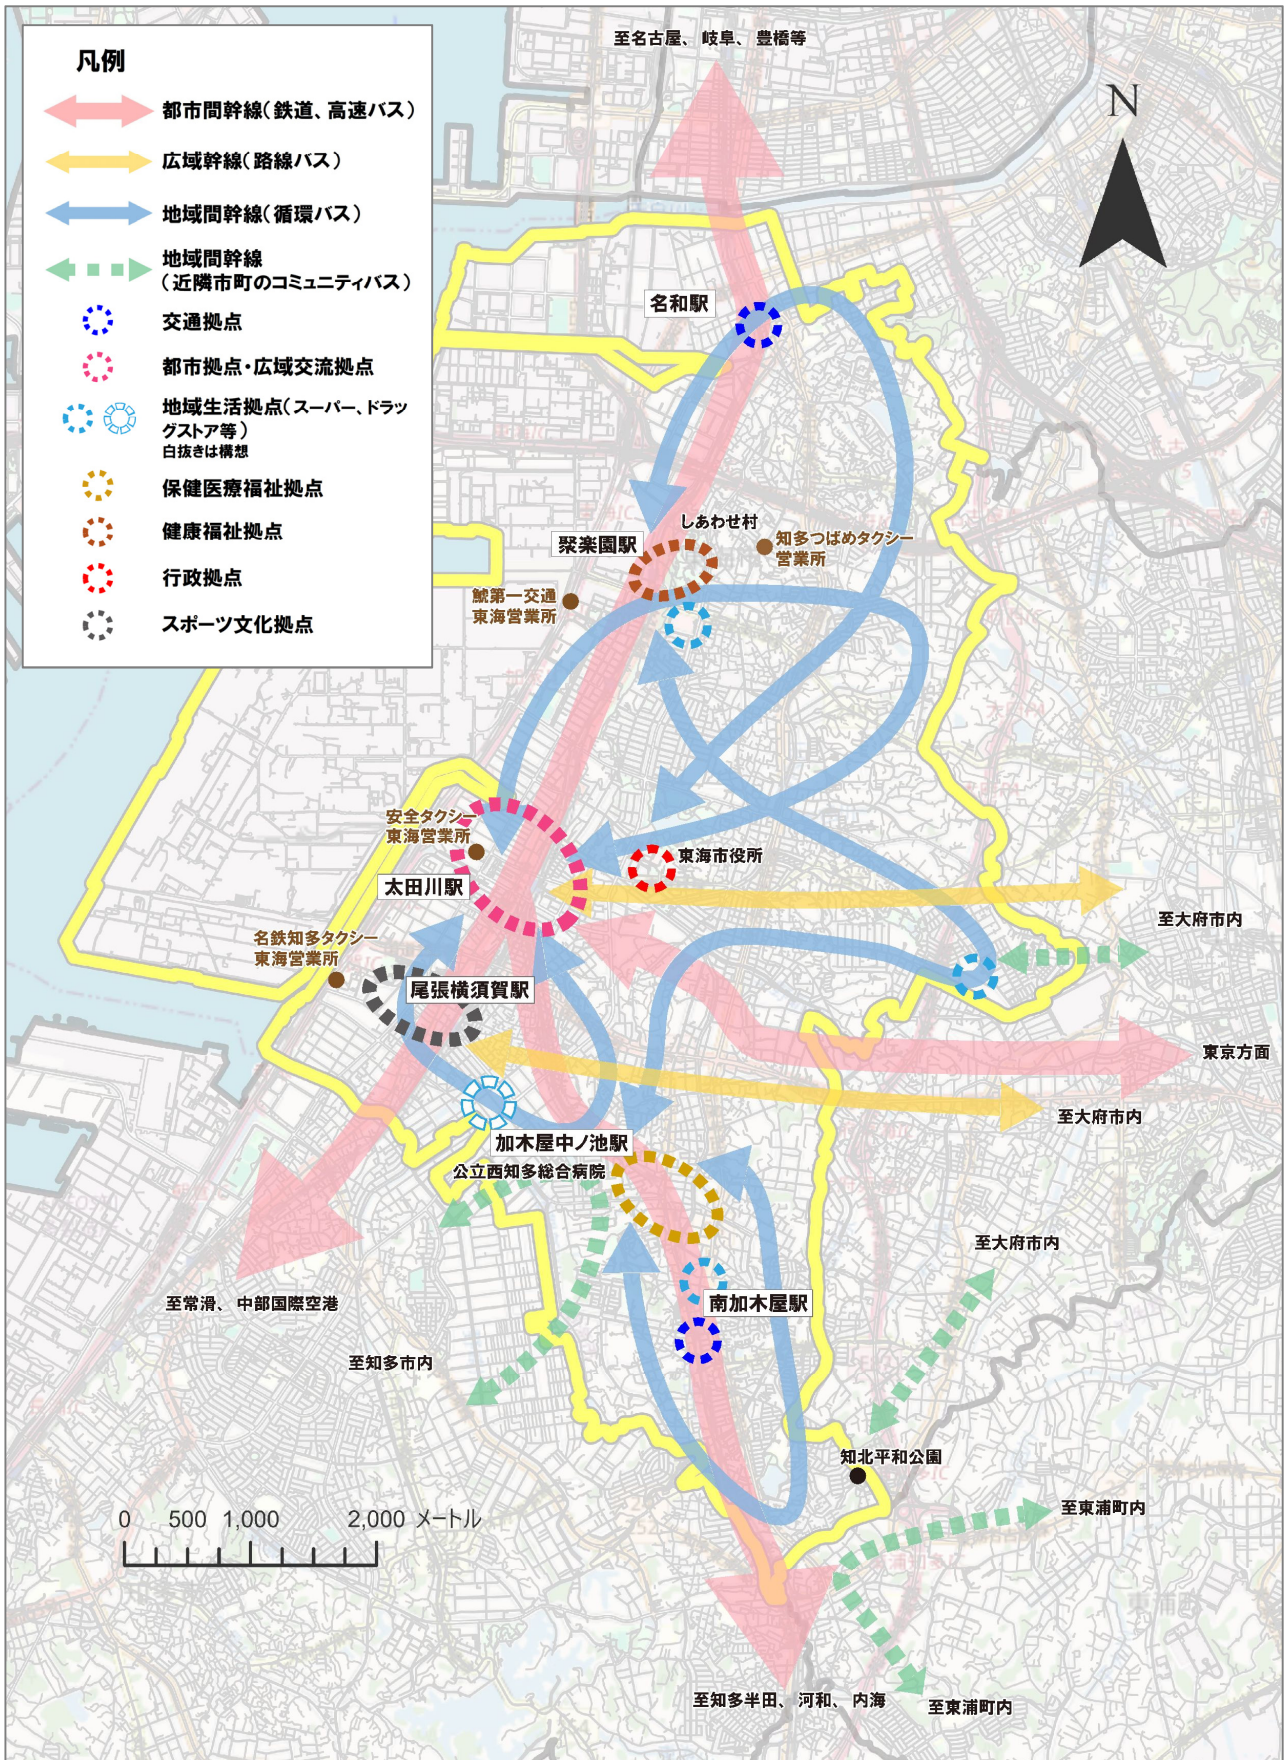 凡例
都市間幹線(鉄道、高速バス)
広域幹線(路線バス)
地域間幹線(循環バス)
地域間幹線
(近隣市町のコミュニティバス)
交通拠点
都市拠点・広域交流拠点
地域生活拠点(スーパー、ドラッ
グストア等)
白抜きは構想
保健医療福祉拠点
健康福祉拠点
行政拠点
スポーツ文化拠点
至名古屋、岐阜、豊橋等
N
名和駅
しあわせ村
聚楽園駅
知多つばめタクシー
営業所
鯱第一交通
東海営業所
安全タクシー
東海営業所
東海市役所
太田川駅
至大府市内
名鉄知多タクシー
東海営業所
尾張横須賀駅
東京方面
至大府市内
加木屋中ノ池駅
公立西知多総合病院
至大府市内
至常滑、中部国際空港
南加木屋駅
至知多市内
知北平和公園
至東浦町内
0 500 1,000 2,000 メートル
至知多半田、河和、内海
至東浦町内